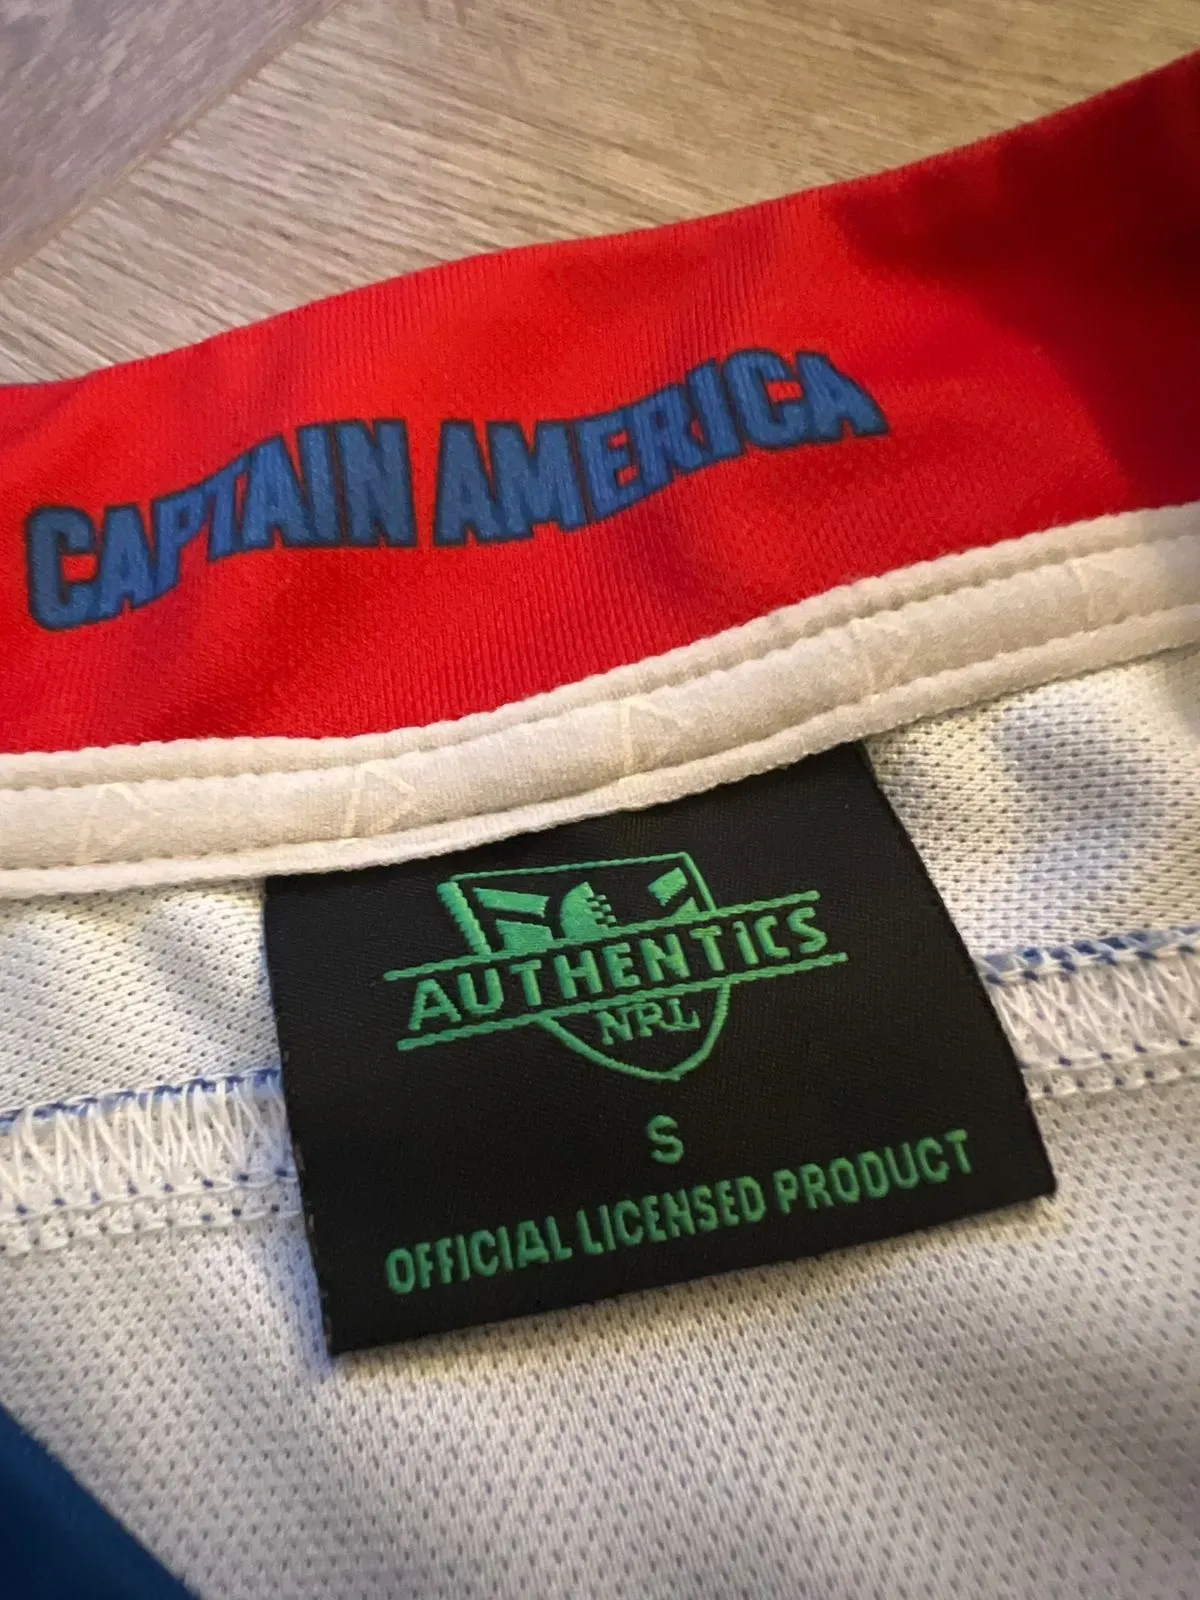 CAPTAIN AMERICA
AUTHENTICS
NRL
S
OFFICIAL LICENSED PRODUCT